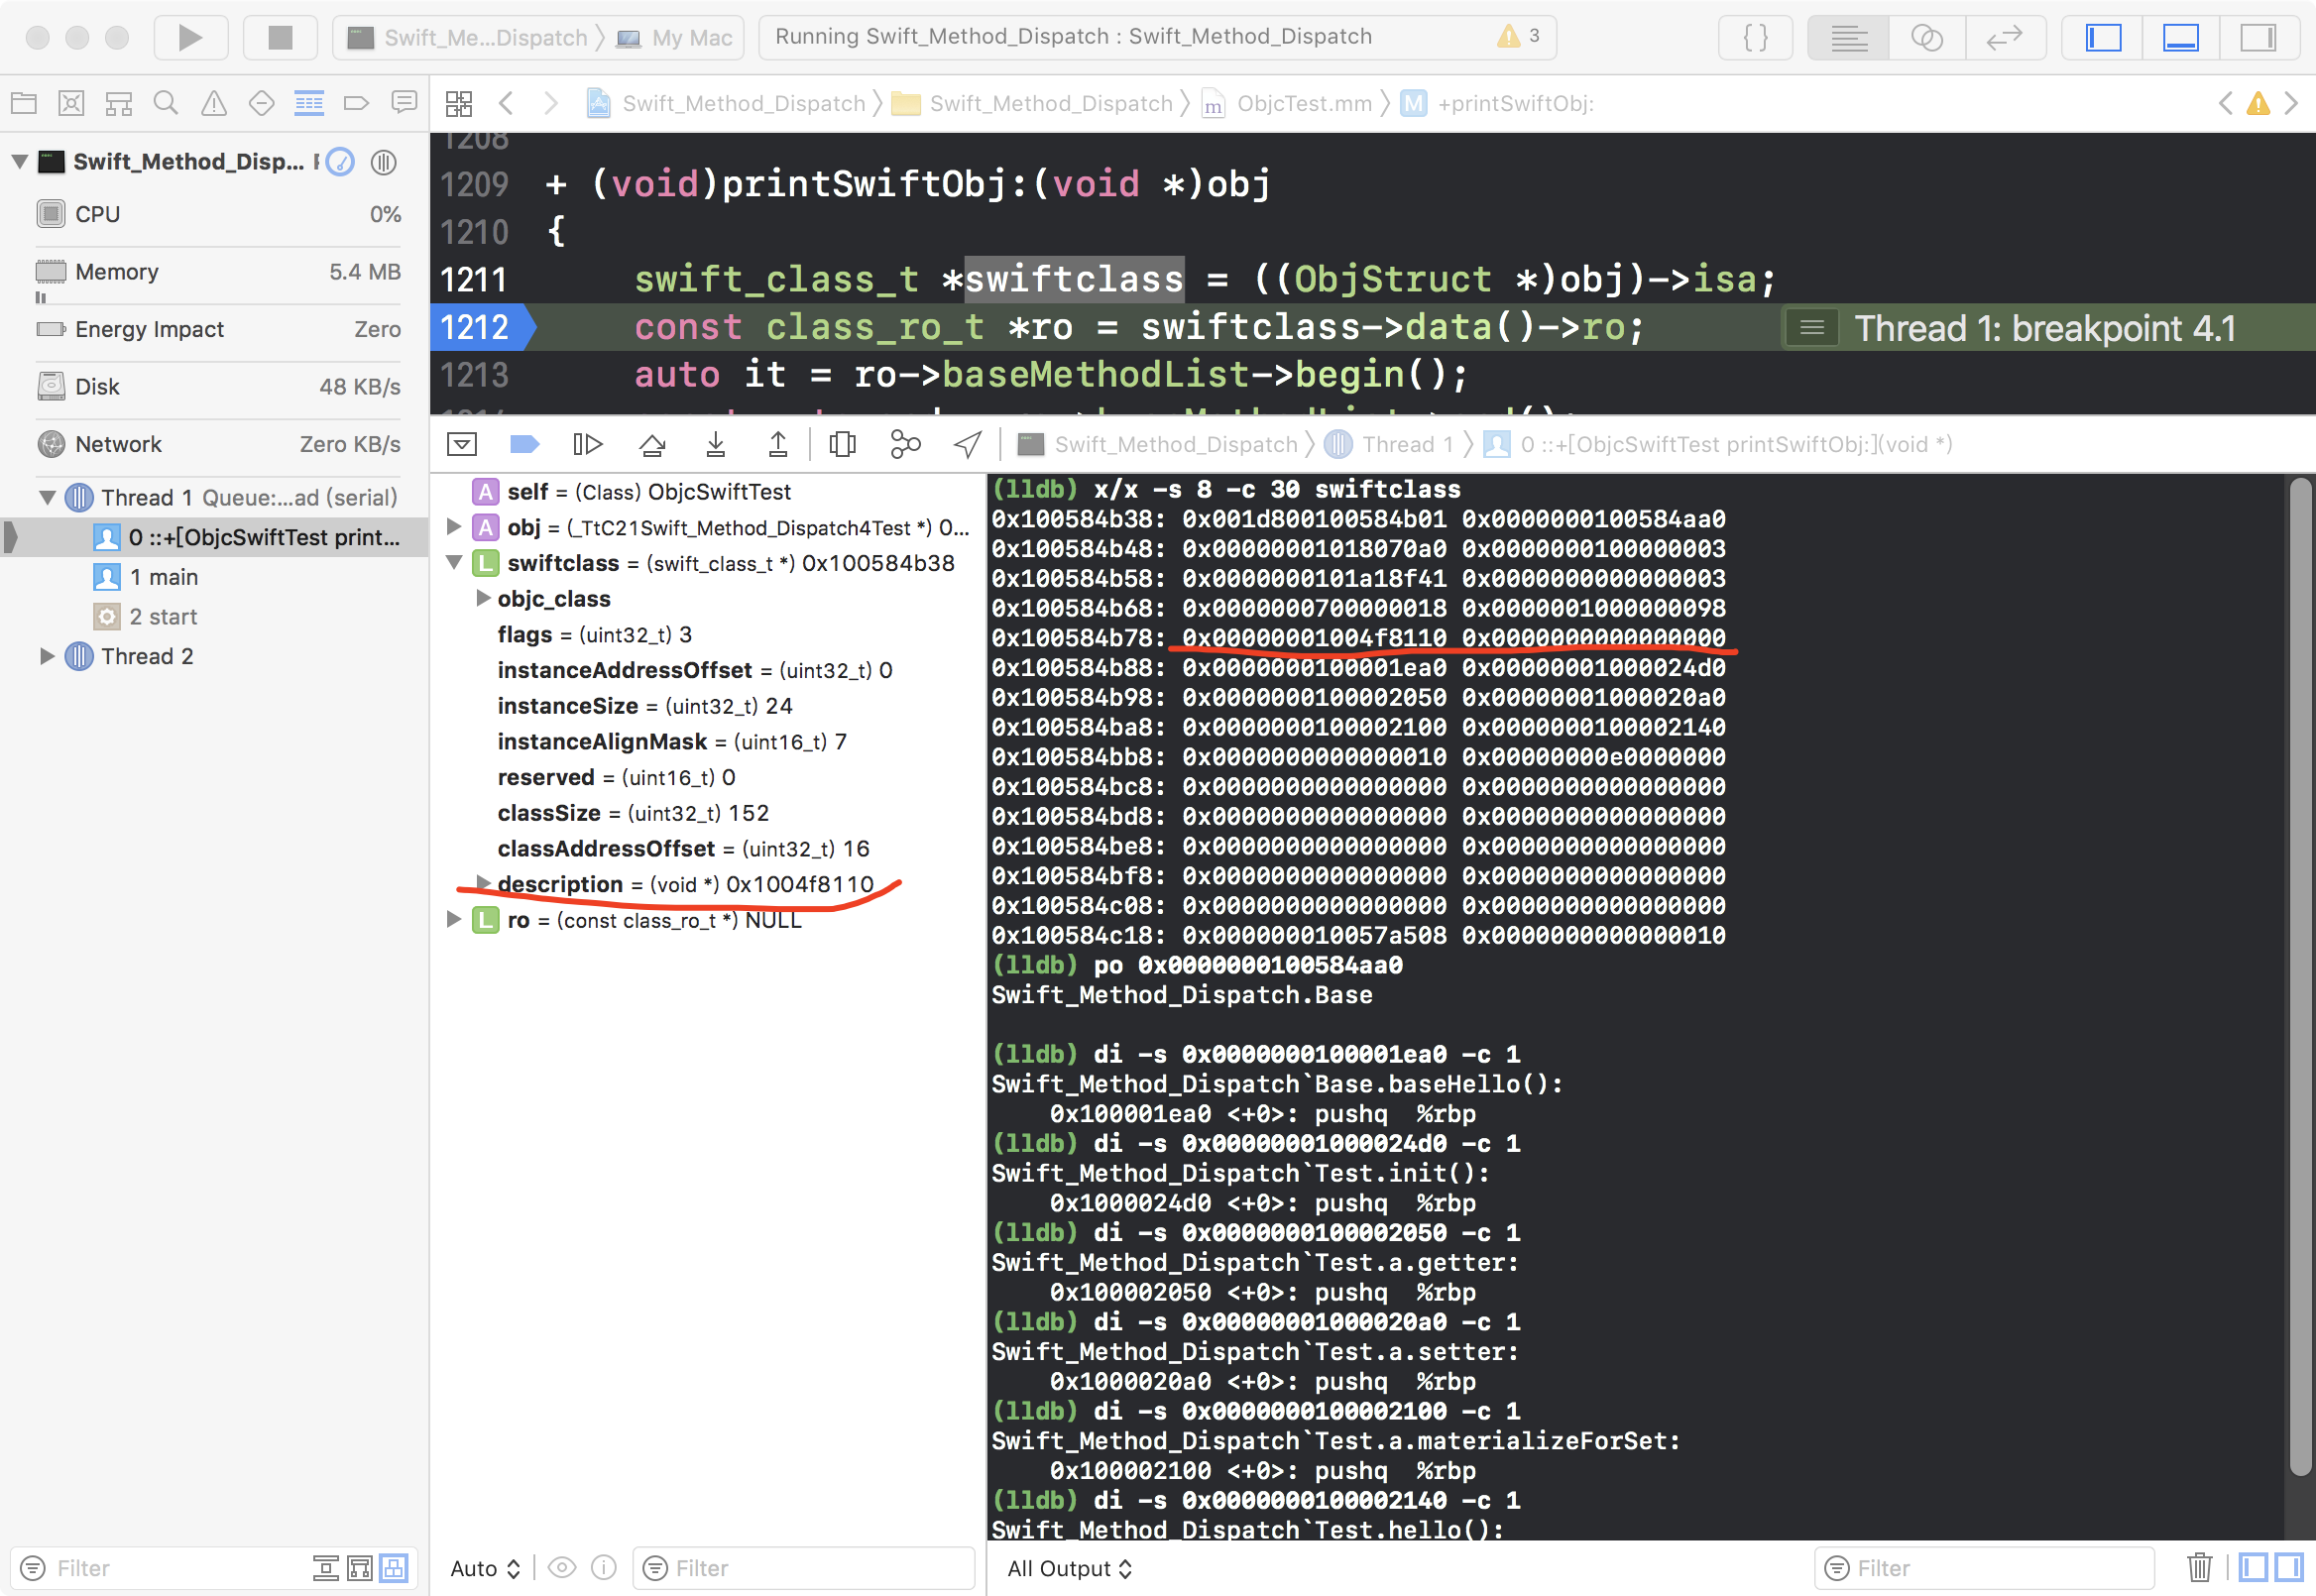 Swift_Me...Dispatch 〉 My Mac
Running Swift_Method_Dispatch : Swift_Method_Dispatch
3
Swift_Method_Dispatch 〉 Swift_Method_Dispatch 〉 ObjcTest.mm 〉 M +printSwiftObj:
Swift_Method_Disp...
CPU 0%
Memory 5.4 MB
Energy Impact Zero
Disk 48 KB/s
Network Zero KB/s
Thread 1 Queue:...ad (serial)
0 ::+[ObjcSwiftTest print...
1 main
2 start
Thread 2
1208
1209 + (void)printSwiftObj:(void *)obj
1210 {
1211 swift_class_t *swiftclass = ((ObjStruct *)obj)->isa;
1212 const class_ro_t *ro = swiftclass->data()->ro; Thread 1: breakpoint 4.1
1213 auto it = ro->baseMethodList->begin();
Swift_Method_Dispatch 〉 Thread 1 〉 0 ::+[ObjcSwiftTest printSwiftObj:](void *)
A self = (Class) ObjcSwiftTest
A obj = (_TtC21Swift_Method_Dispatch4Test *) 0...
L swiftclass = (swift_class_t *) 0x100584b38
objc_class
flags = (uint32_t) 3
instanceAddressOffset = (uint32_t) 0
instanceSize = (uint32_t) 24
instanceAlignMask = (uint16_t) 7
reserved = (uint16_t) 0
classSize = (uint32_t) 152
classAddressOffset = (uint32_t) 16
description = (void *) 0x1004f8110
L ro = (const class_ro_t *) NULL
(lldb) x/x -s 8 -c 30 swiftclass
0x100584b38: 0x001d800100584b01 0x0000000100584aa0
0x100584b48: 0x00000001018070a0 0x0000000100000003
0x100584b58: 0x0000000101a18f41 0x0000000000000003
0x100584b68: 0x0000000700000018 0x0000001000000098
0x100584b78: 0x00000001004f8110 0x0000000000000000
0x100584b88: 0x0000000100001ea0 0x00000001000024d0
0x100584b98: 0x0000000100002050 0x00000001000020a0
0x100584ba8: 0x0000000100002100 0x0000000100002140
0x100584bb8: 0x0000000000000010 0x00000000e0000000
0x100584bc8: 0x0000000000000000 0x0000000000000000
0x100584bd8: 0x0000000000000000 0x0000000000000000
0x100584be8: 0x0000000000000000 0x0000000000000000
0x100584bf8: 0x0000000000000000 0x0000000000000000
0x100584c08: 0x0000000000000000 0x0000000000000000
0x100584c18: 0x000000010057a508 0x0000000000000010
(lldb) po 0x0000000100584aa0
Swift_Method_Dispatch.Base
(lldb) di -s 0x0000000100001ea0 -c 1
Swift_Method_Dispatch`Base.baseHello():
0x100001ea0 <+0>: pushq %rbp
(lldb) di -s 0x00000001000024d0 -c 1
Swift_Method_Dispatch`Test.init():
0x1000024d0 <+0>: pushq %rbp
(lldb) di -s 0x0000000100002050 -c 1
Swift_Method_Dispatch`Test.a.getter:
0x100002050 <+0>: pushq %rbp
(lldb) di -s 0x00000001000020a0 -c 1
Swift_Method_Dispatch`Test.a.setter:
0x1000020a0 <+0>: pushq %rbp
(lldb) di -s 0x0000000100002100 -c 1
Swift_Method_Dispatch`Test.a.materializeForSet:
0x100002100 <+0>: pushq %rbp
(lldb) di -s 0x0000000100002140 -c 1
Swift_Method_Dispatch`Test.hello():
Filter
Auto
Filter
All Output
Filter